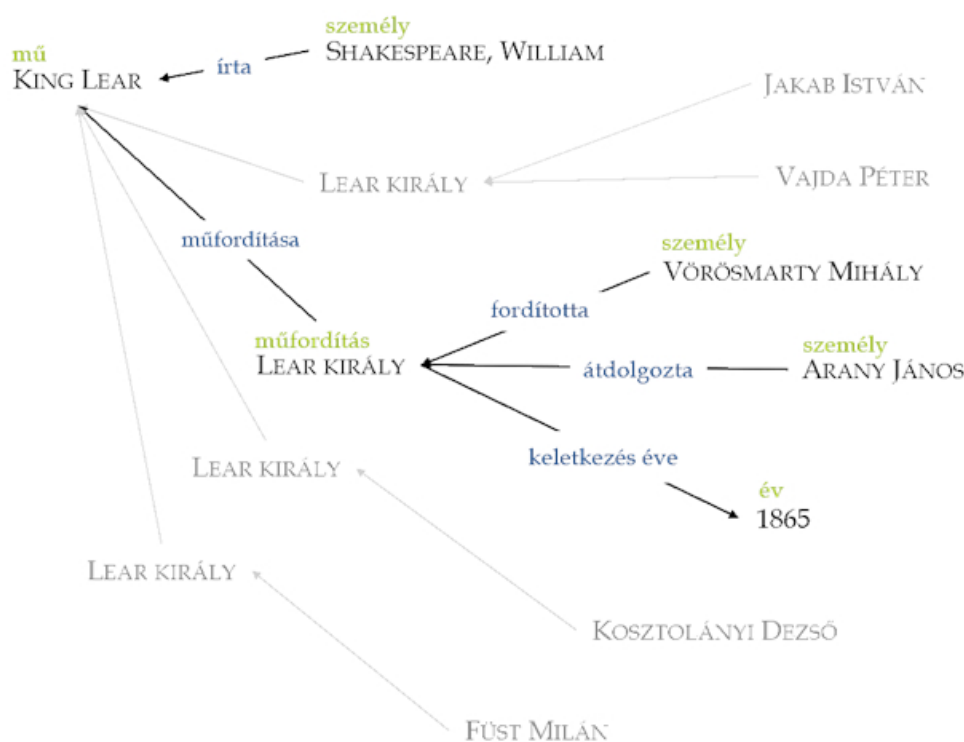 személy
SHAKESPEARE, WILLIAM
mű
KING LEAR
írta
JAKAB ISTVÁN
LEAR KIRÁLY
VAJDA PÉTER
műfordítása
személy
VÖRÖSMARTY MIHÁLY
fordította
műfordítás
LEAR KIRÁLY
személy
ARANY JÁNOS
átdolgozta
LEAR KIRÁLY
keletkezés éve
év
1865
LEAR KIRÁLY
KOSZTOLÁNYI DEZSŐ
FÜST MILÁN